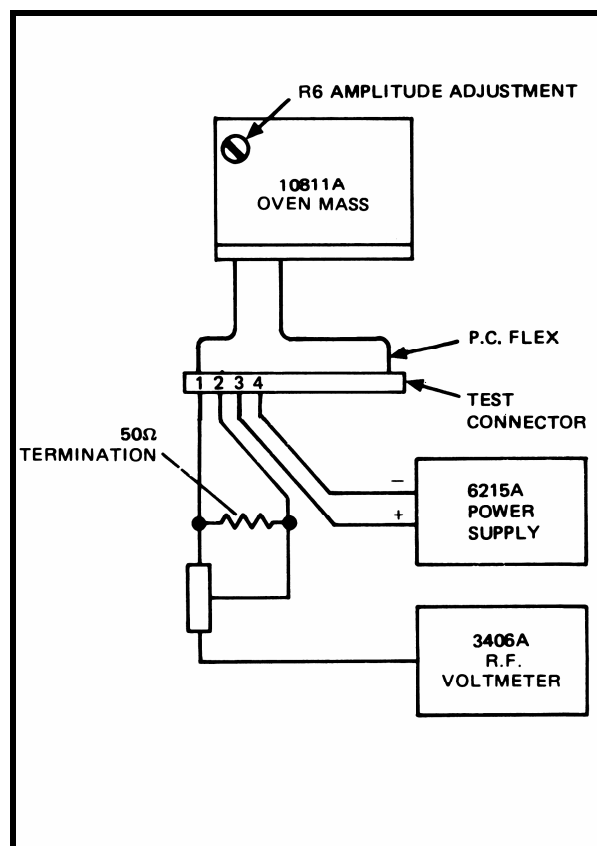 R6 AMPLITUDE ADJUSTMENT
10811A
OVEN MASS
P.C. FLEX
1 2 3 4
TEST
CONNECTOR
50Ω
TERMINATION
−
+
6215A
POWER
SUPPLY
3406A
R.F.
VOLTMETER